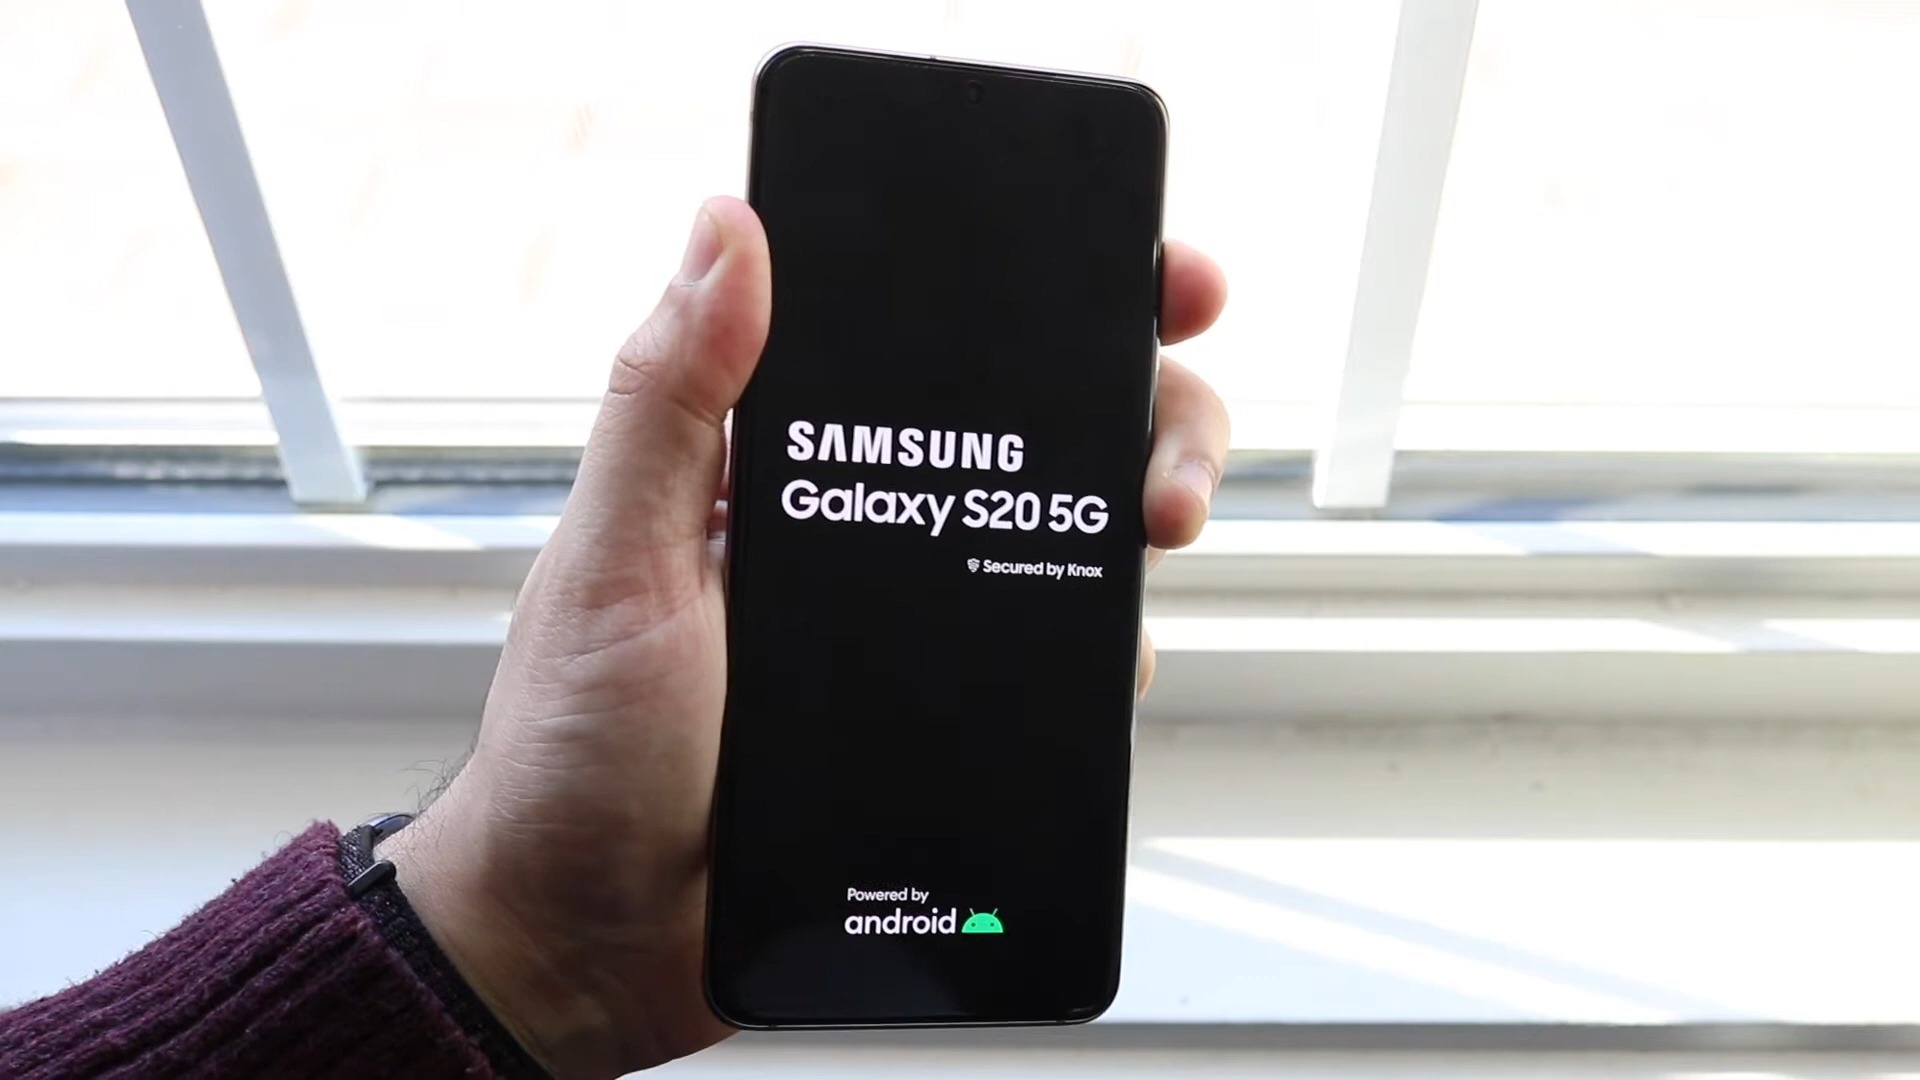 SAMSUNG
Galaxy S20 5G
Secured by Knox
Powered by
android